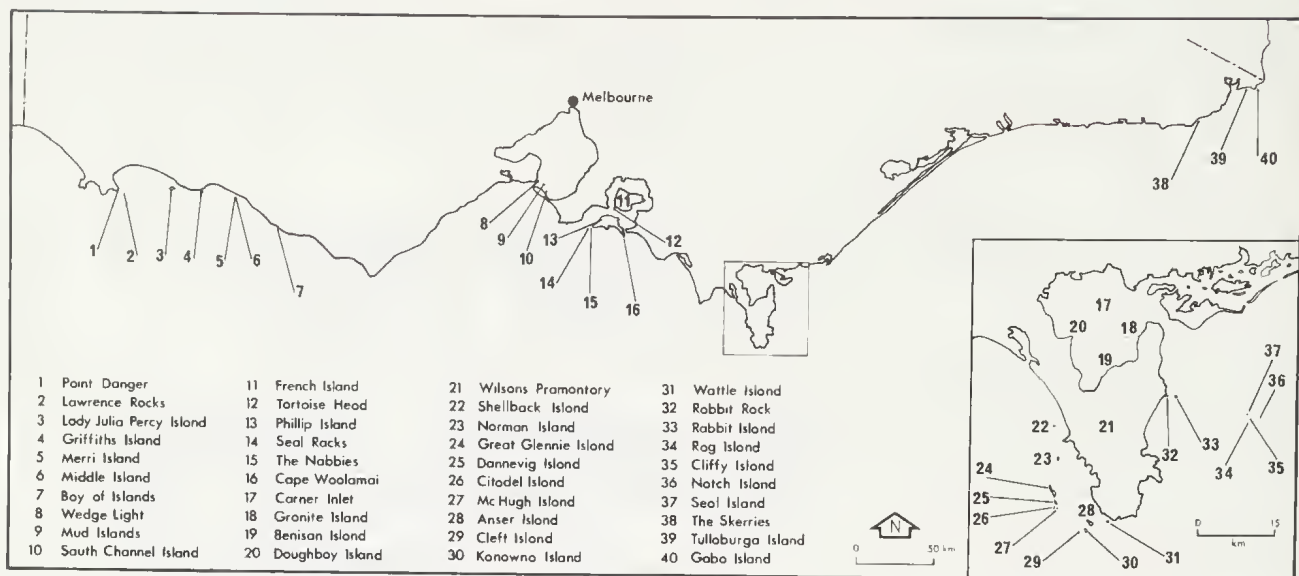 Melbourne
1
2
3
4
5
6
7
8
9
10
11
12
13
14
15
16
38
39
40
1 Point Danger
2 Lawrence Rocks
3 Lady Julia Percy Island
4 Griffiths Island
5 Merri Island
6 Middle Island
7 Bay of Islands
8 Wedge Light
9 Mud Islands
10 South Channel Island
11 French Island
12 Tortoise Head
13 Phillip Island
14 Seal Rocks
15 The Nobbies
16 Cape Woolamai
17 Corner Inlet
18 Granite Island
19 Benison Island
20 Doughboy Island
21 Wilsons Promontory
22 Shellback Island
23 Norman Island
24 Great Glennie Island
25 Dannevig Island
26 Citadel Island
27 Mc Hugh Island
28 Anser Island
29 Cleft Island
30 Kanowna Island
31 Wattle Island
32 Rabbit Rock
33 Rabbit Island
34 Rag Island
35 Cliffy Island
36 Notch Island
37 Seal Island
38 The Skerries
39 Tullaburga Island
40 Gabo Island
N
0 50 km
17
18
19
20
21
22
23
24
25
26
27
28
29
30
31
32
33
34
35
36
37
0 15
km